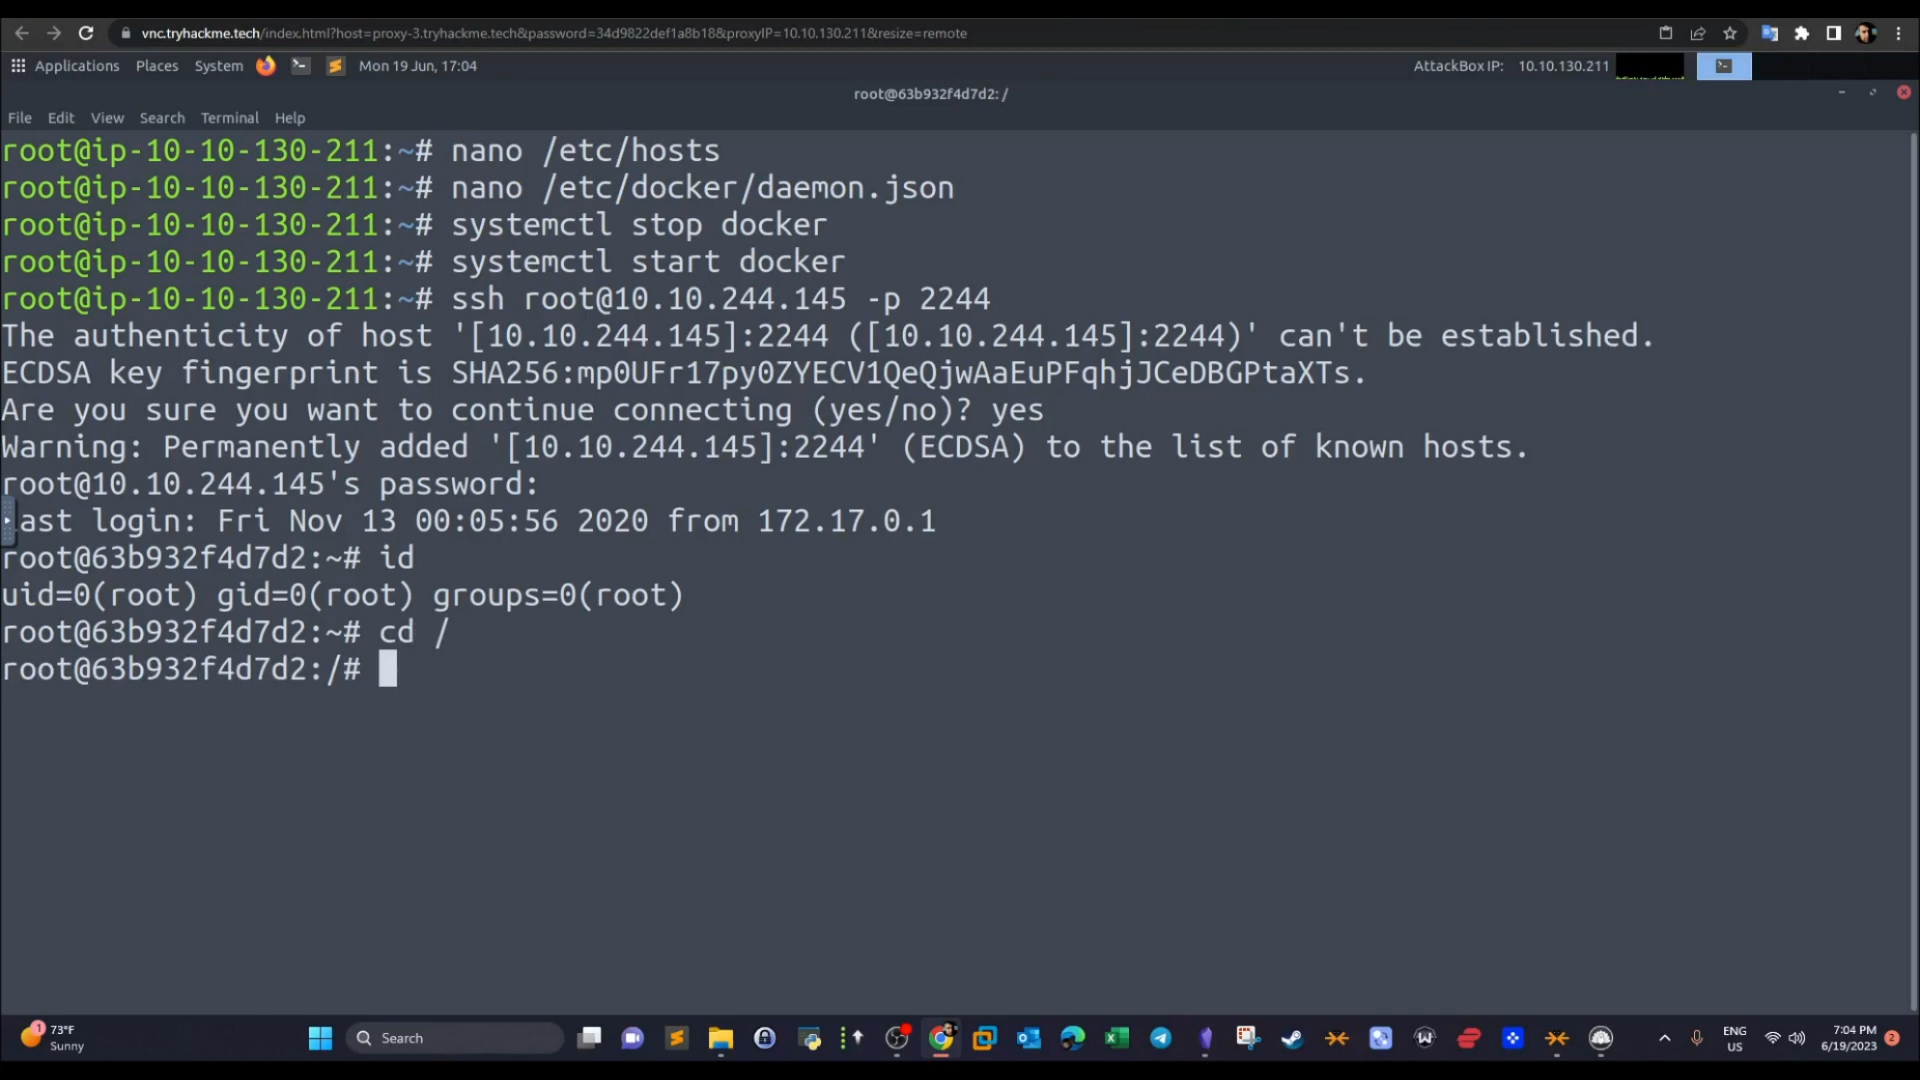 vnc.tryhackme.tech/index.html?host=proxy-3.tryhackme.tech&password=34d9822def1a8b18&proxyIP=10.10.130.211&resize=remote
Applications Places System Mon 19 Jun, 17:04 AttackBox IP: 10.10.130.211
root@63b932f4d7d2: /
File Edit View Search Terminal Help
root@ip-10-10-130-211:~# nano /etc/hosts
root@ip-10-10-130-211:~# nano /etc/docker/daemon.json
root@ip-10-10-130-211:~# systemctl stop docker
root@ip-10-10-130-211:~# systemctl start docker
root@ip-10-10-130-211:~# ssh root@10.10.244.145 -p 2244
The authenticity of host '[10.10.244.145]:2244 ([10.10.244.145]:2244)' can't be established.
ECDSA key fingerprint is SHA256:mp0UFr17py0ZYECV1QeQjwAaEuPFqhjJCeDBGPtaXTs.
Are you sure you want to continue connecting (yes/no)? yes
Warning: Permanently added '[10.10.244.145]:2244' (ECDSA) to the list of known hosts.
root@10.10.244.145's password:
ast login: Fri Nov 13 00:05:56 2020 from 172.17.0.1
root@63b932f4d7d2:~# id
uid=0(root) gid=0(root) groups=0(root)
root@63b932f4d7d2:~# cd /
root@63b932f4d7d2:/#
1 73°F
Sunny
Search
ENG
US
7:04 PM
6/19/2023
2